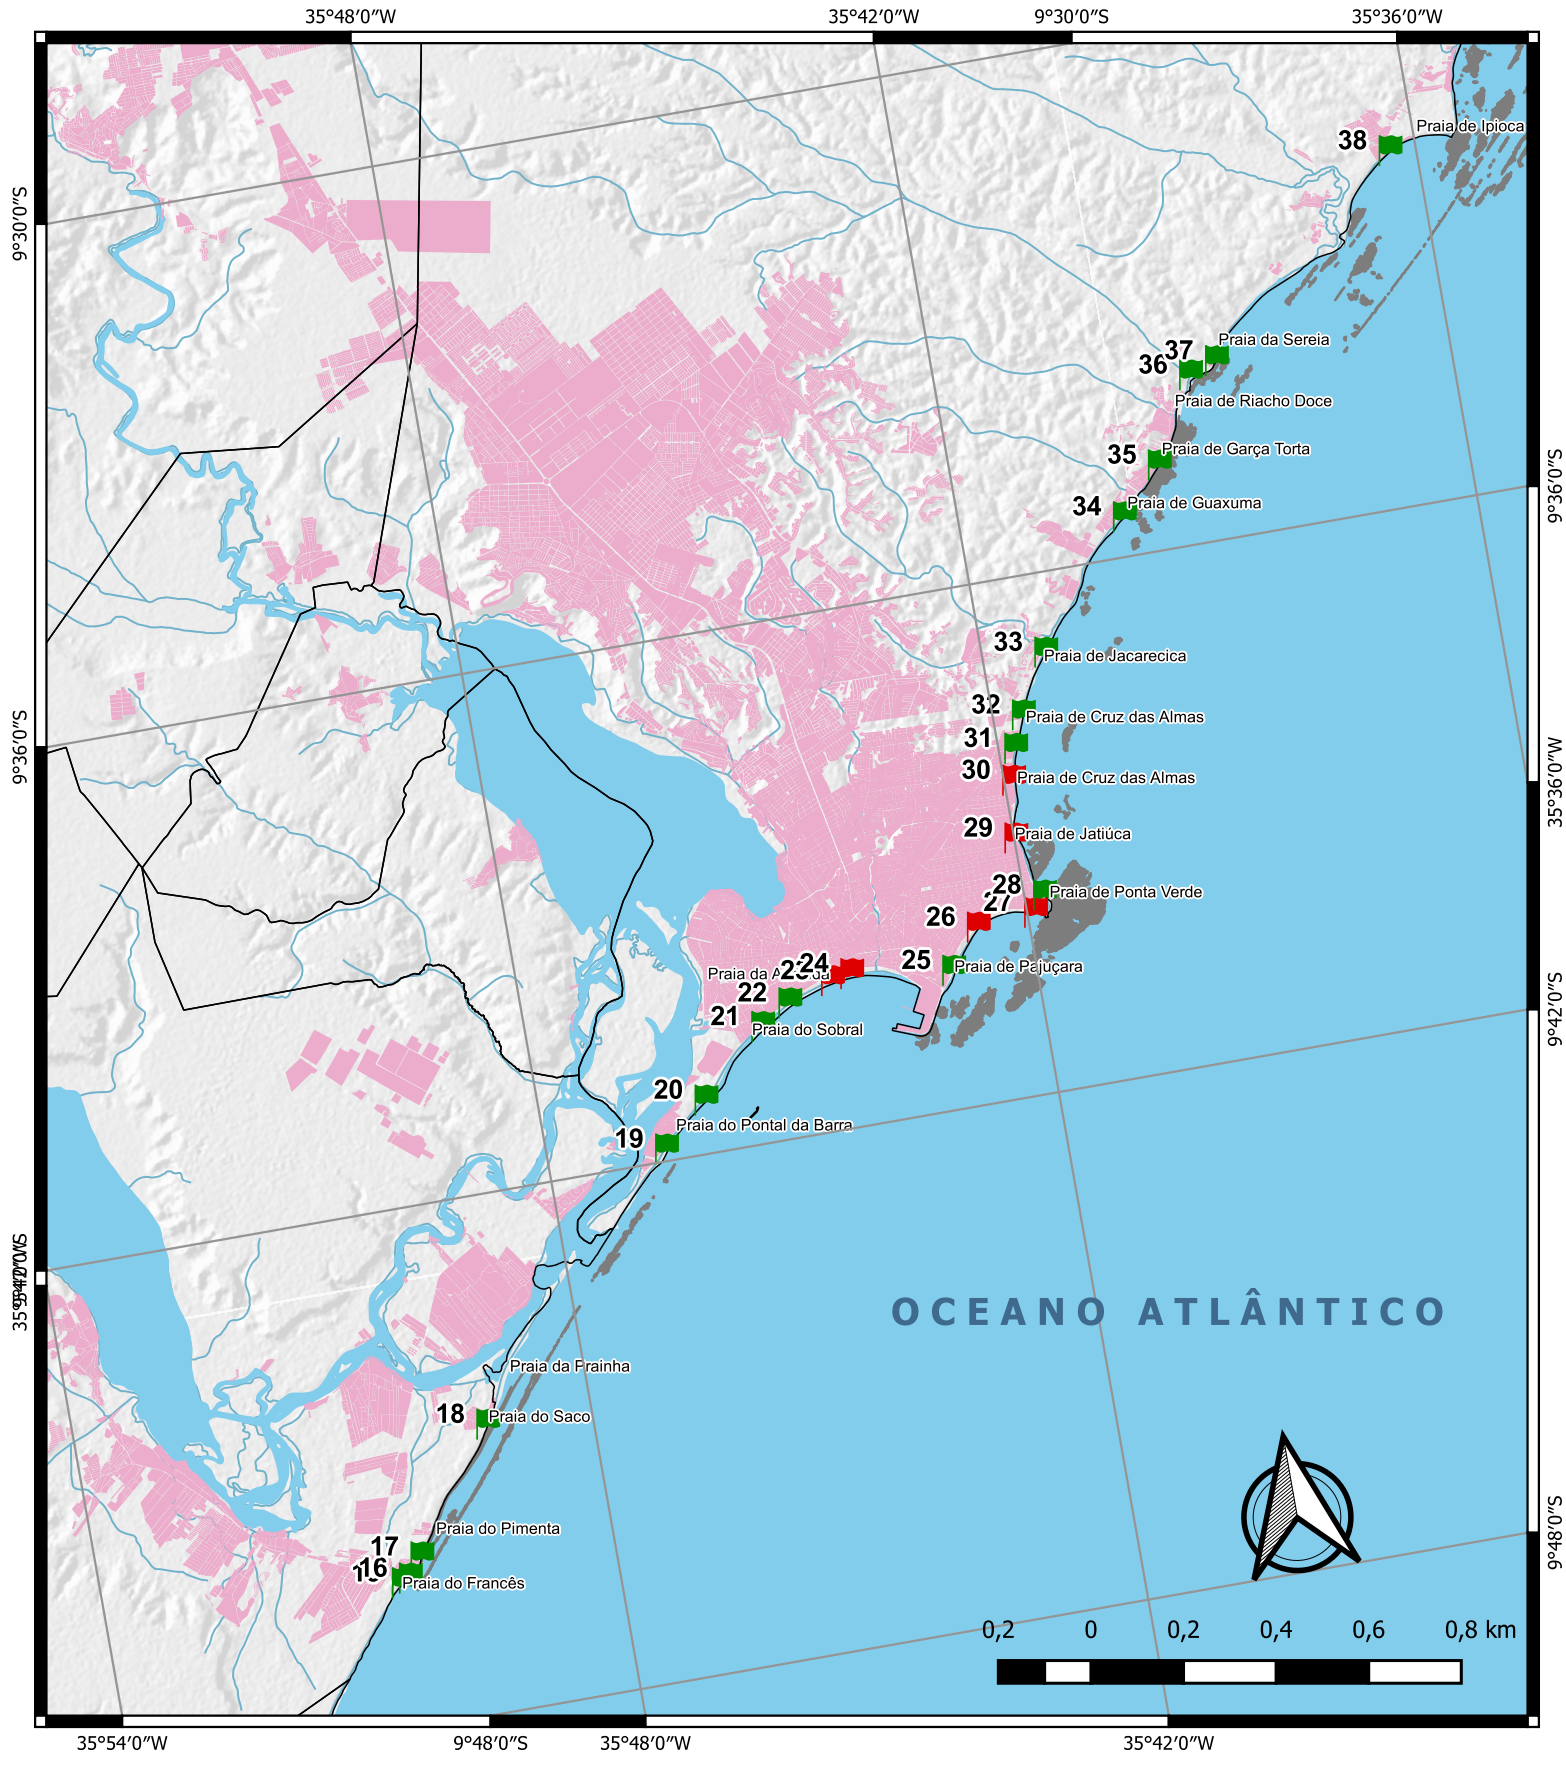 35°48′0″W
35°42′0″W
9°30′0″S
35°36′0″W
Praia de Ipioca
38
9°30′0″S
Praia da Sereia
37
36
Praia de Riacho Doce
Praia de Garça Torta
35
9°36′0″S
Praia de Guaxuma
34
33
Praia de Jacarecica
32
Praia de Cruz das Almas
31
9°36′0″S
35°36′0″W
30
Praia de Cruz das Almas
29
Praia de Jatiúca
28
Praia de Ponta Verde
27
26
25
Praia de Pajuçara
24
23
Praia da
22
21
Praia do Sobral
9°42′0″S
20
Praia do Pontal da Barra
19
OCEANO ATLÂNTICO
Praia da Prainha
18
Praia do Saco
Praia do Pimenta
17
16
Praia do Francês
9°48′0″S
0,2 0 0,2 0,4 0,6 0,8 km
35°54′0″W
9°48′0″S
35°48′0″W
35°42′0″W